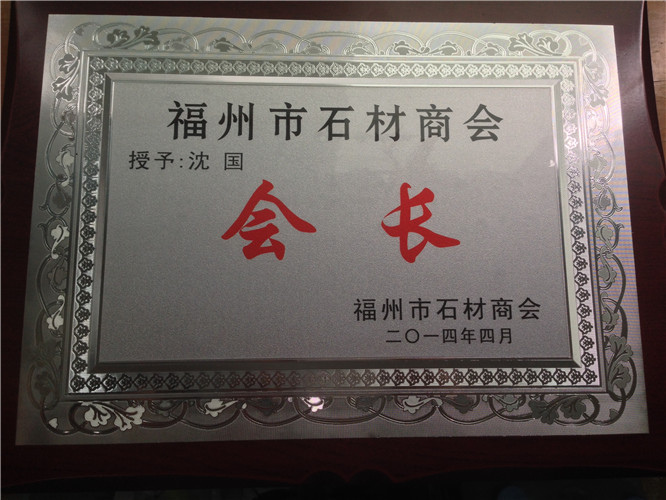 福州市石材商会
授予:沈 国
会 长
福州市石材商会
二〇一四年四月